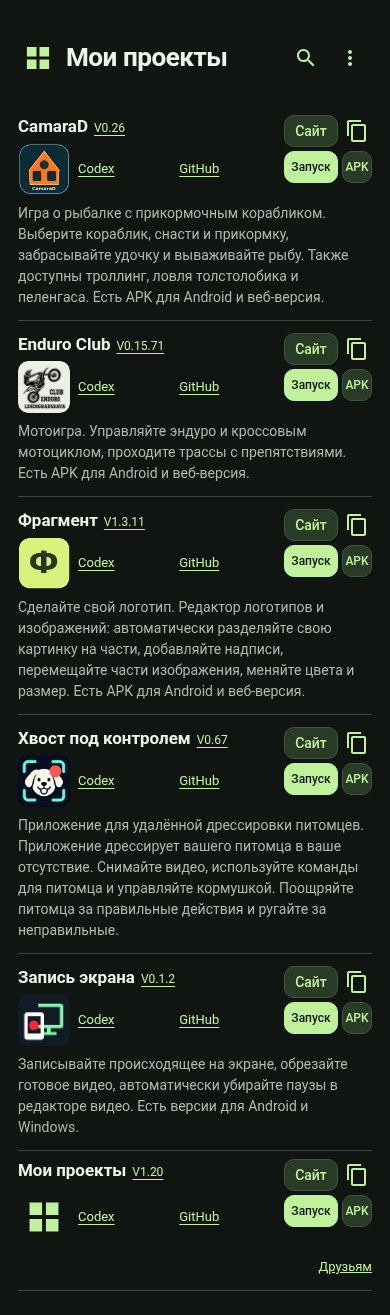 Мои проекты
CamaraD V0.26 Сайт
CamaraD Codex GitHub Запуск APK
Игра о рыбалке с прикормочным корабликом.
Выберите кораблик, снасти и прикормку,
забрасывайте удочку и вываживайте рыбу. Также
доступны троллинг, ловля толстолобика и
пеленгаса. Есть APK для Android и веб-версия.
Enduro Club V0.15.71 Сайт
Codex GitHub Запуск APK
CLUB
ENDURO
LENINGRADSKAYA
Мотоигра. Управляйте эндуро и кроссовым
мотоциклом, проходите трассы с препятствиями.
Есть APK для Android и веб-версия.
Фрагмент V1.3.11 Сайт
Ф Codex GitHub Запуск APK
Сделайте свой логотип. Редактор логотипов и
изображений: автоматически разделяйте свою
картинку на части, добавляйте надписи,
перемещайте части изображения, меняйте цвета и
размер. Есть APK для Android и веб-версия.
Хвост под контролем V0.67 Сайт
Codex GitHub Запуск APK
Приложение для удалённой дрессировки питомцев.
Приложение дрессирует вашего питомца в ваше
отсутствие. Снимайте видео, используйте команды
для питомца и управляйте кормушкой. Поощряйте
питомца за правильные действия и ругайте за
неправильные.
Запись экрана V0.1.2 Сайт
Codex GitHub Запуск APK
Записывайте происходящее на экране, обрезайте
готовое видео, автоматически убирайте паузы в
редакторе видео. Есть версии для Android и
Windows.
Мои проекты V1.20 Сайт
Codex GitHub Запуск APK
Друзьям